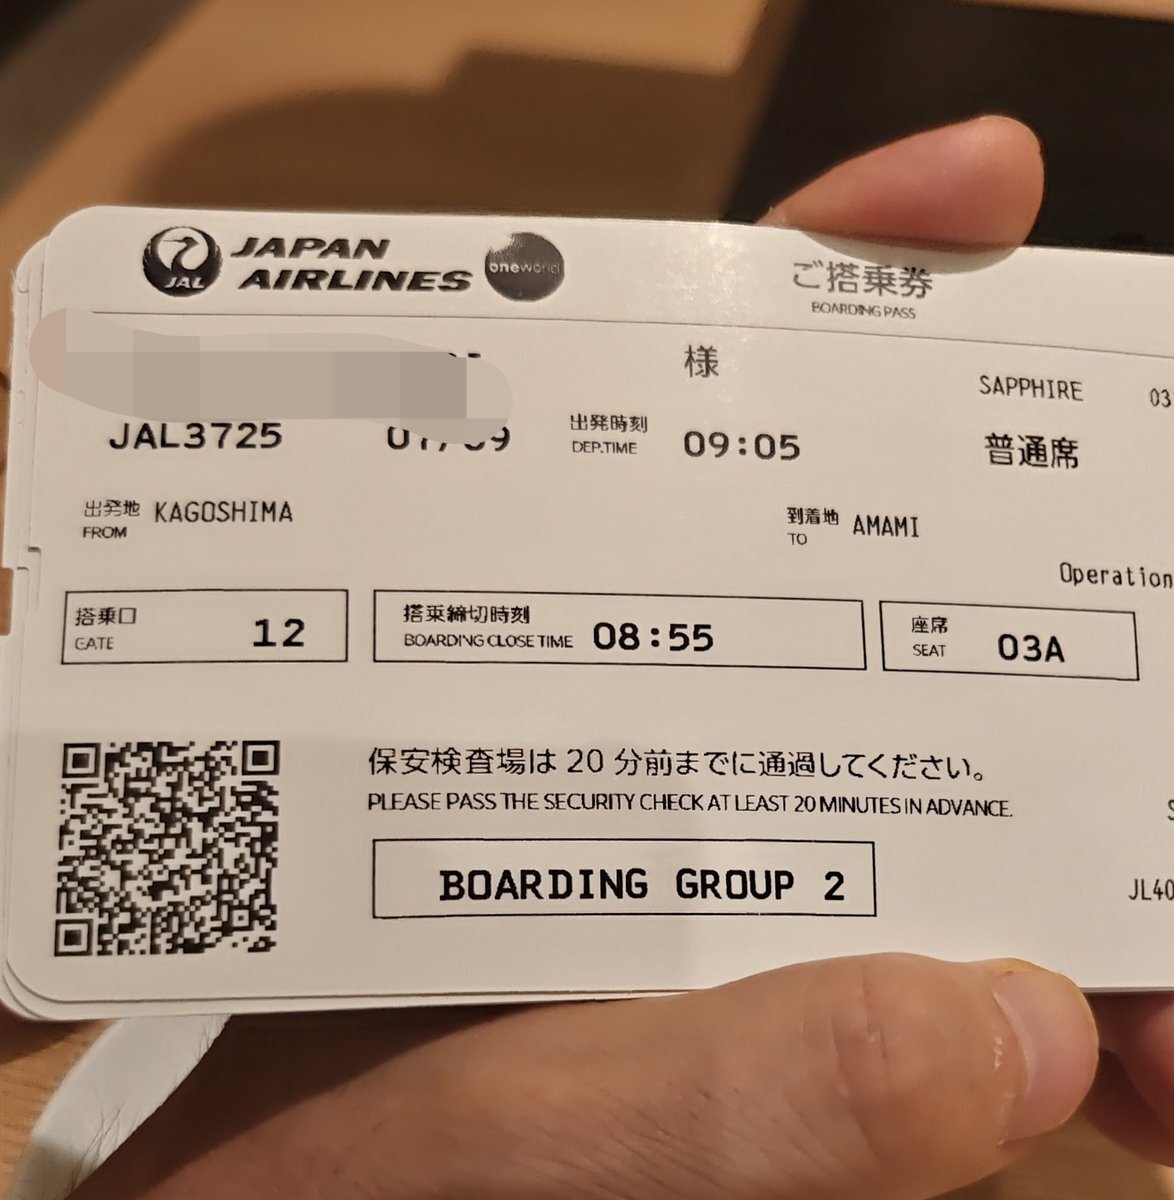 JAL
JAPAN
AIRLINES
oneworld
ご搭乗券
BOARDING PASS
様
SAPPHIRE 03
JAL3725
出発時刻
DEP.TIME 09:05
普通席
出発地
FROM KAGOSHIMA
到着地
TO AMAMI
Operation
搭乗口
GATE 12
搭乗締切時刻
BOARDING CLOSE TIME 08:55
座席
SEAT 03A
保安検査場は 20 分前までに通過してください。
PLEASE PASS THE SECURITY CHECK AT LEAST 20 MINUTES IN ADVANCE.
BOARDING GROUP 2
JL40